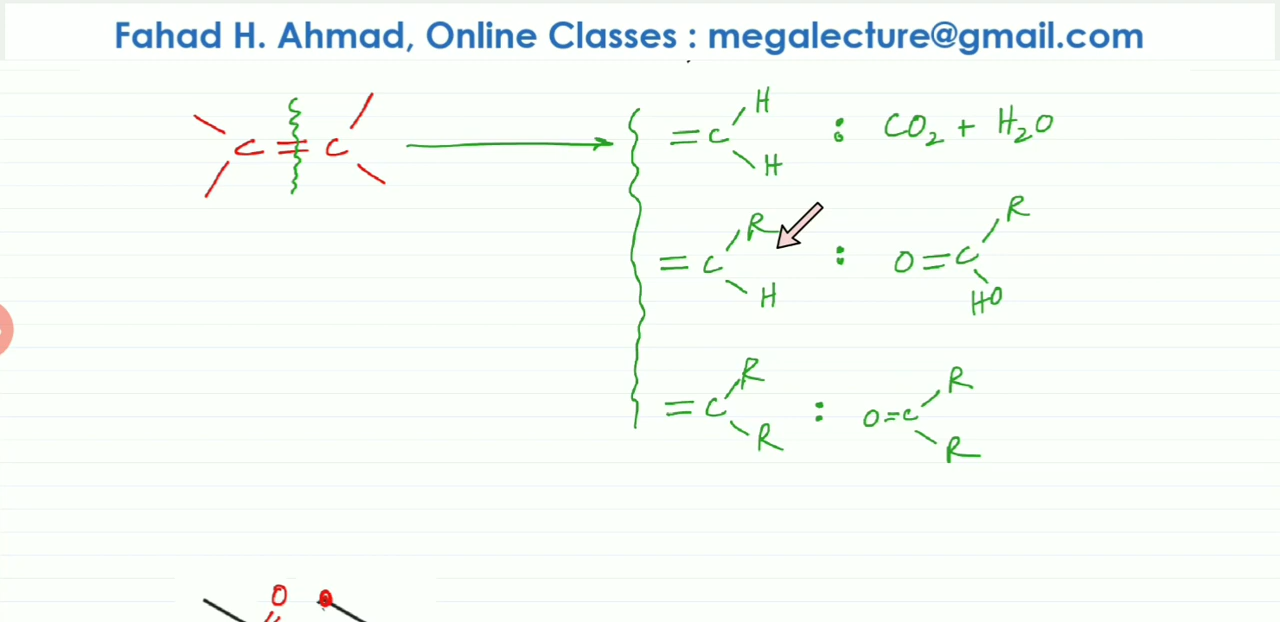 Fahad H. Ahmad, Online Classes : megalecture@gmail.com
C = C
= C H H : CO2 + H2O
= C R H : O = C R HO
= C R R : O = C R R
O O